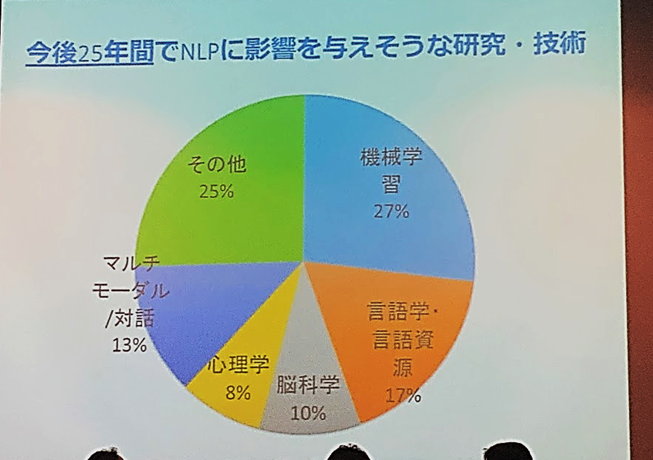 今後25年間でNLPに影響を与えそうな研究・技術
機械学
習
27%
言語学・
言語資
源
17%
脳科学
10%
心理学
8%
マルチ
モーダル
/対話
13%
その他
25%